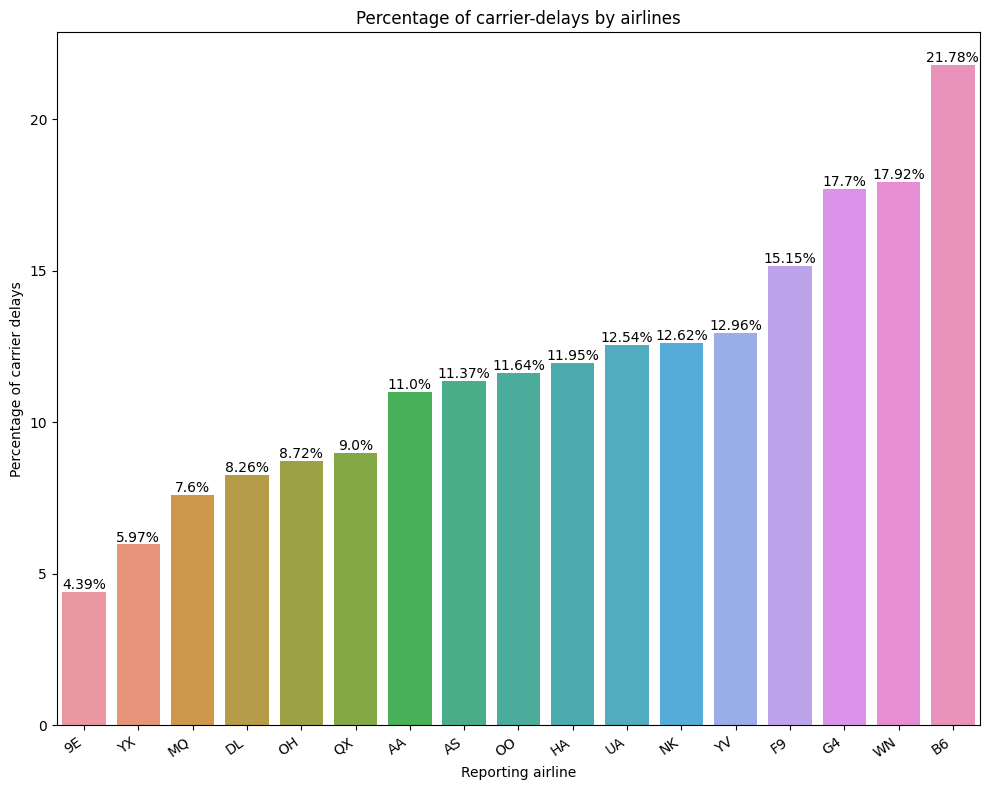 Percentage of carrier-delays by airlines
Percentage of carrier delays
20
15
10
5
0
4.39%
5.97%
7.6%
8.26%
8.72%
9.0%
11.0%
11.37%
11.64%
11.95%
12.54%
12.62%
12.96%
15.15%
17.7%
17.92%
21.78%
9E
YX
MQ
DL
OH
QX
AA
AS
OO
HA
UA
NK
YV
F9
G4
WN
B6
Reporting airline